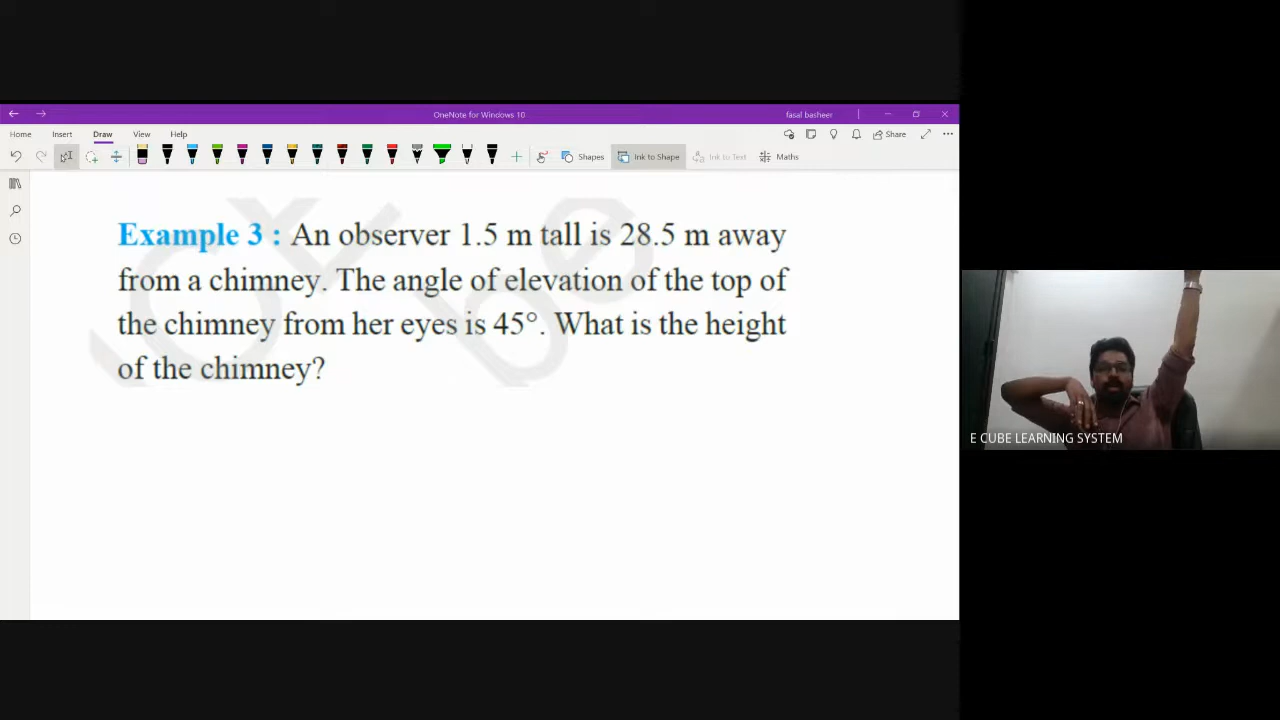 OneNote for Windows 10
fasal basheer
Home Insert Draw View Help
Share
Shapes
Ink to Shape
Ink to Text
Maths
Example 3 : An observer 1.5 m tall is 28.5 m away
from a chimney. The angle of elevation of the top of
the chimney from her eyes is 45°. What is the height
of the chimney?
E CUBE LEARNING SYSTEM